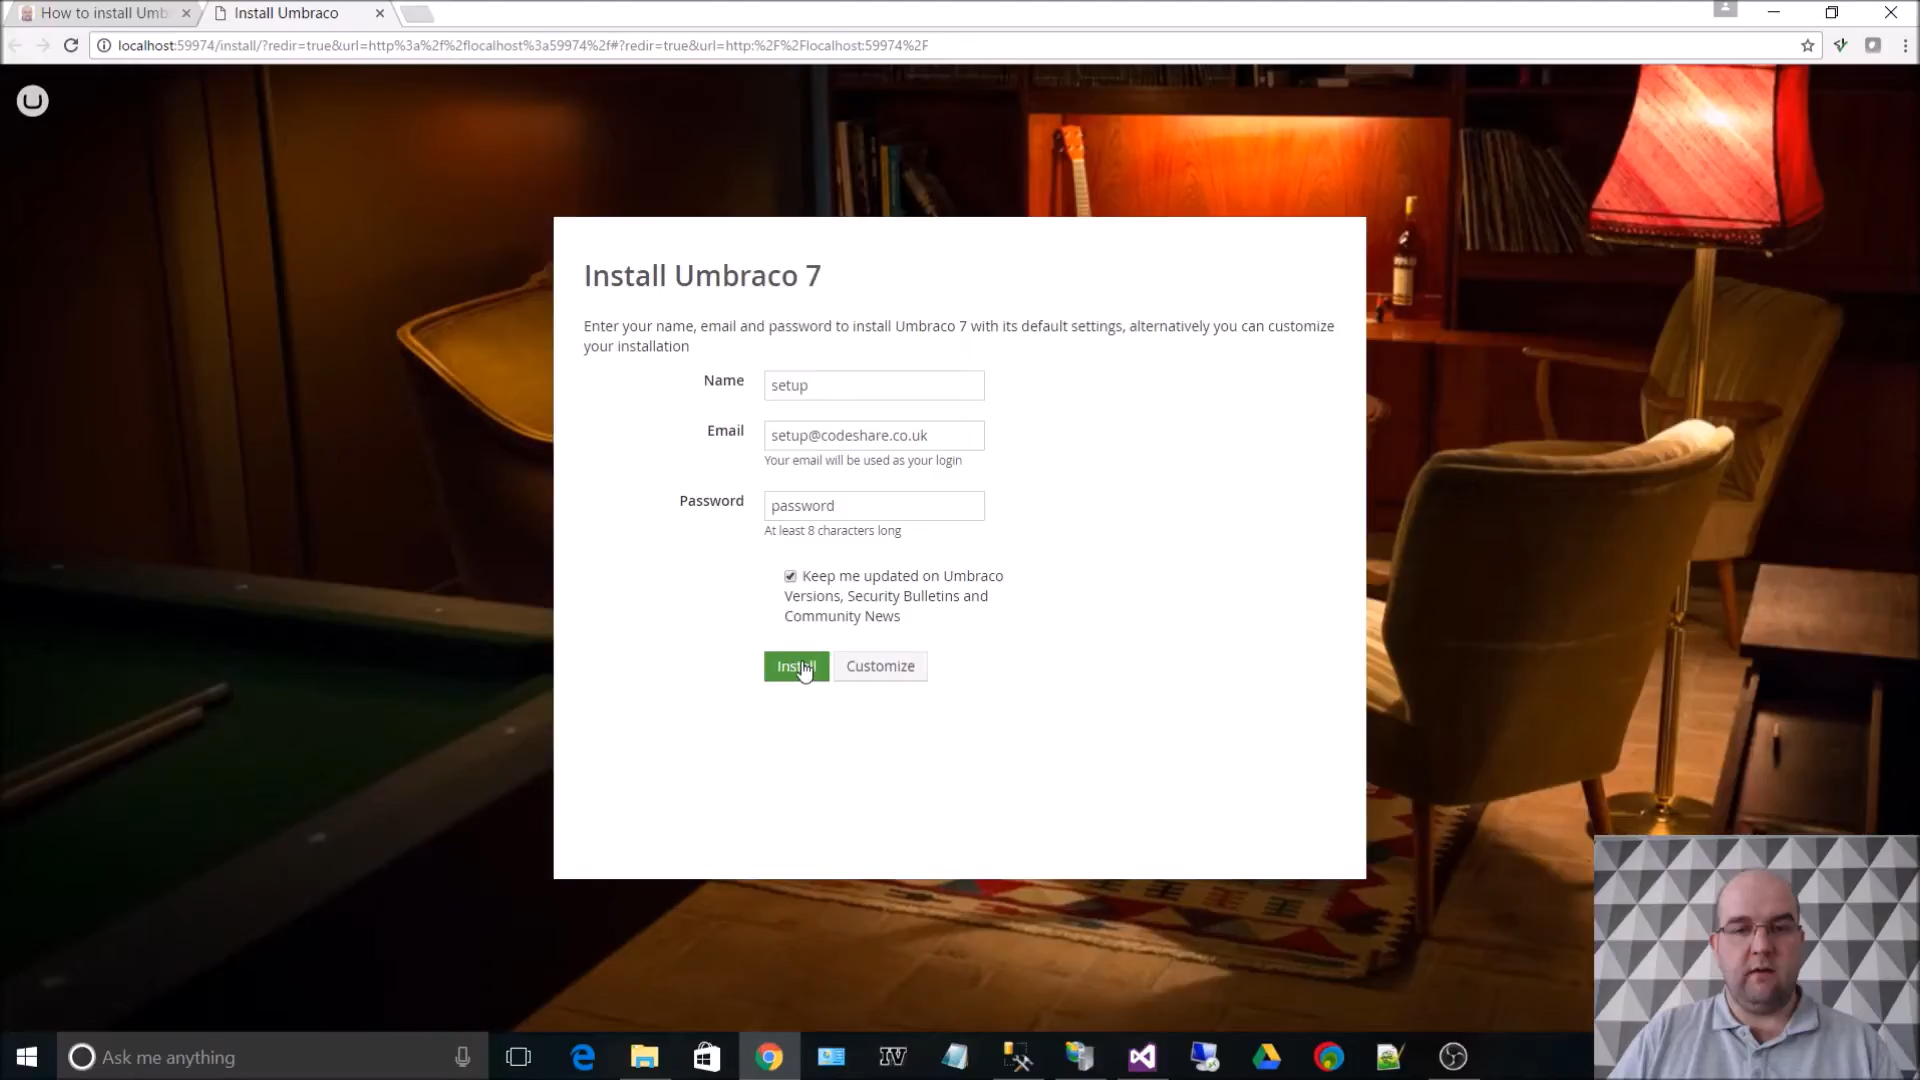 How to install Umb
Install Umbraco
localhost:59974/install/?redir=true&url=http%3a%2f%2flocalhost%3a59974%2f#?redir=true&url=http:%2F%2Flocalhost:59974%2F
Install Umbraco 7
Enter your name, email and password to install Umbraco 7 with its default settings, alternatively you can customize
your installation
Name
setup
Email
setup@codeshare.co.uk
Your email will be used as your login
Password
password
At least 8 characters long
Keep me updated on Umbraco
Versions, Security Bulletins and
Community News
Install
Customize
Ask me anything